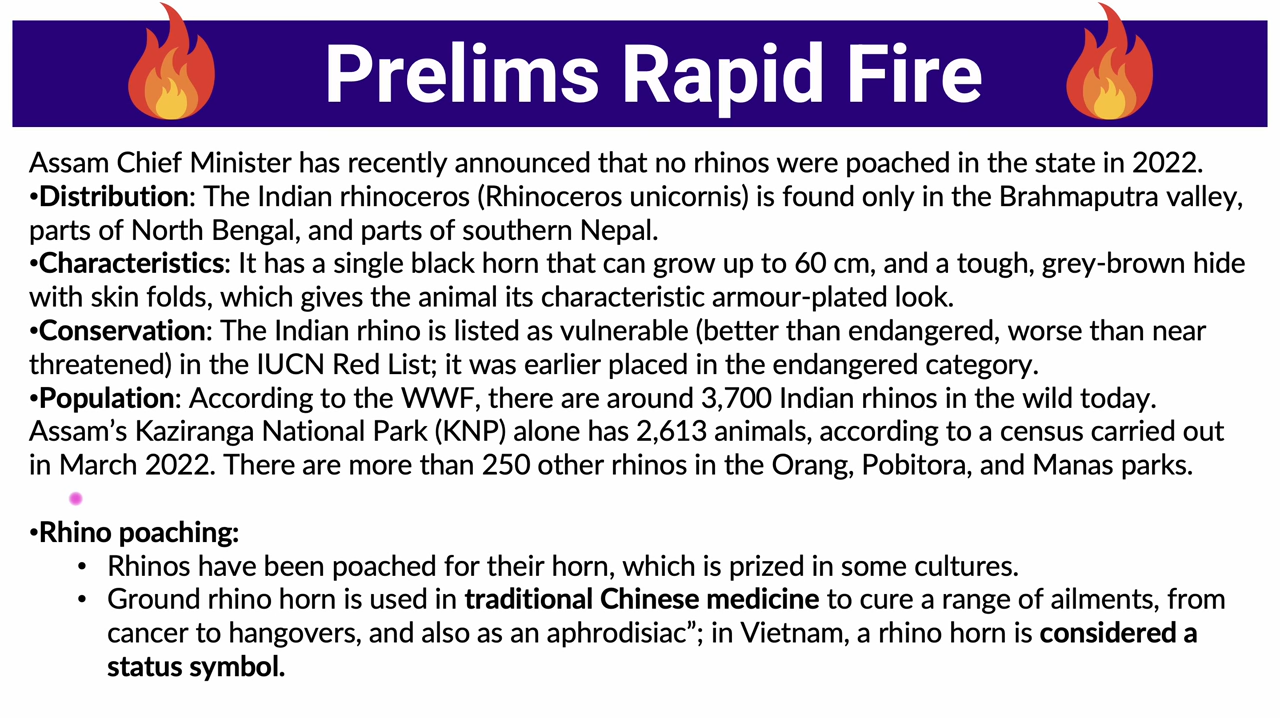 Prelims Rapid Fire
Assam Chief Minister has recently announced that no rhinos were poached in the state in 2022.
•Distribution: The Indian rhinoceros (Rhinoceros unicornis) is found only in the Brahmaputra valley,
parts of North Bengal, and parts of southern Nepal.
•Characteristics: It has a single black horn that can grow up to 60 cm, and a tough, grey-brown hide
with skin folds, which gives the animal its characteristic armour-plated look.
•Conservation: The Indian rhino is listed as vulnerable (better than endangered, worse than near
threatened) in the IUCN Red List; it was earlier placed in the endangered category.
•Population: According to the WWF, there are around 3,700 Indian rhinos in the wild today.
Assam’s Kaziranga National Park (KNP) alone has 2,613 animals, according to a census carried out
in March 2022. There are more than 250 other rhinos in the Orang, Pobitora, and Manas parks.
•Rhino poaching:
• Rhinos have been poached for their horn, which is prized in some cultures.
• Ground rhino horn is used in traditional Chinese medicine to cure a range of ailments, from
cancer to hangovers, and also as an aphrodisiac”; in Vietnam, a rhino horn is considered a
status symbol.